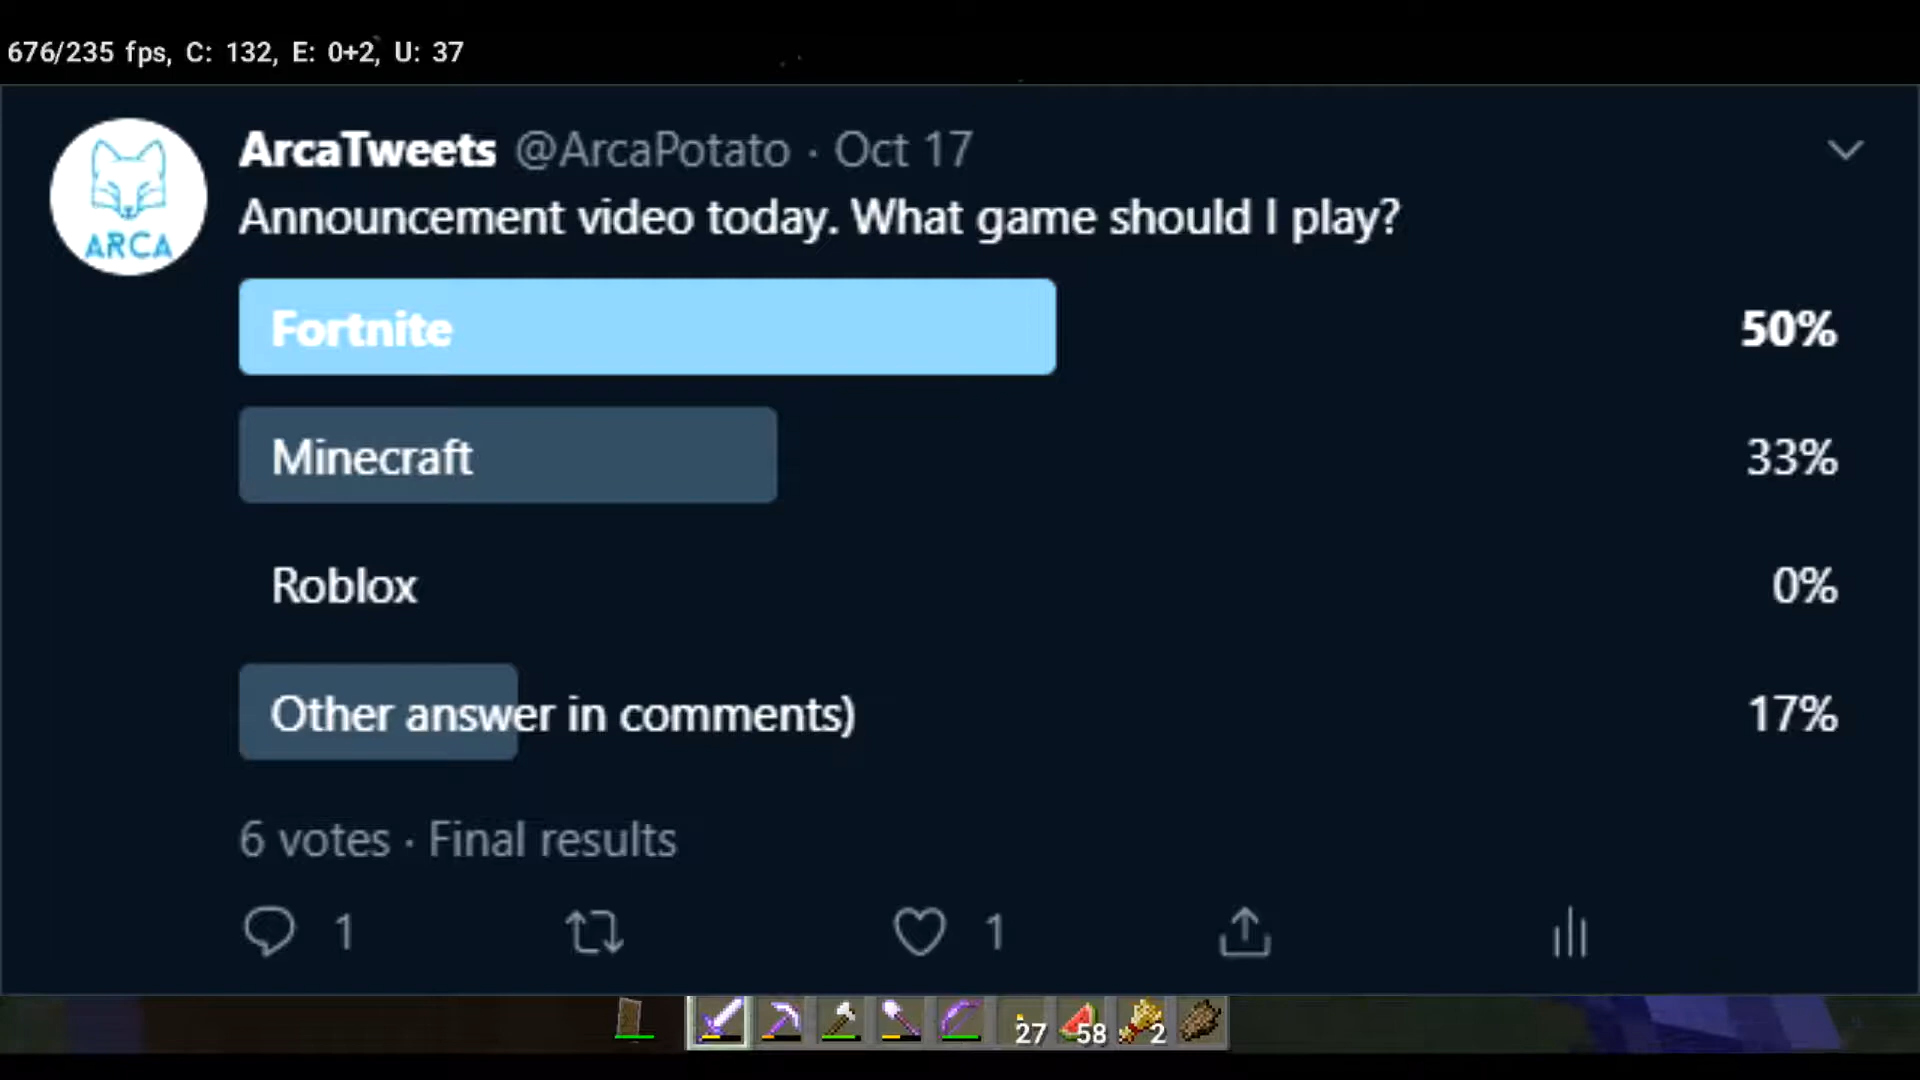 676/235 fps, C: 132, E: 0+2, U: 37
ArcaTweets @ArcaPotato · Oct 17
ARCA
Announcement video today. What game should I play?
Fortnite 50%
Minecraft 33%
Roblox 0%
Other answer in comments) 17%
6 votes · Final results
1 1
27 58 2